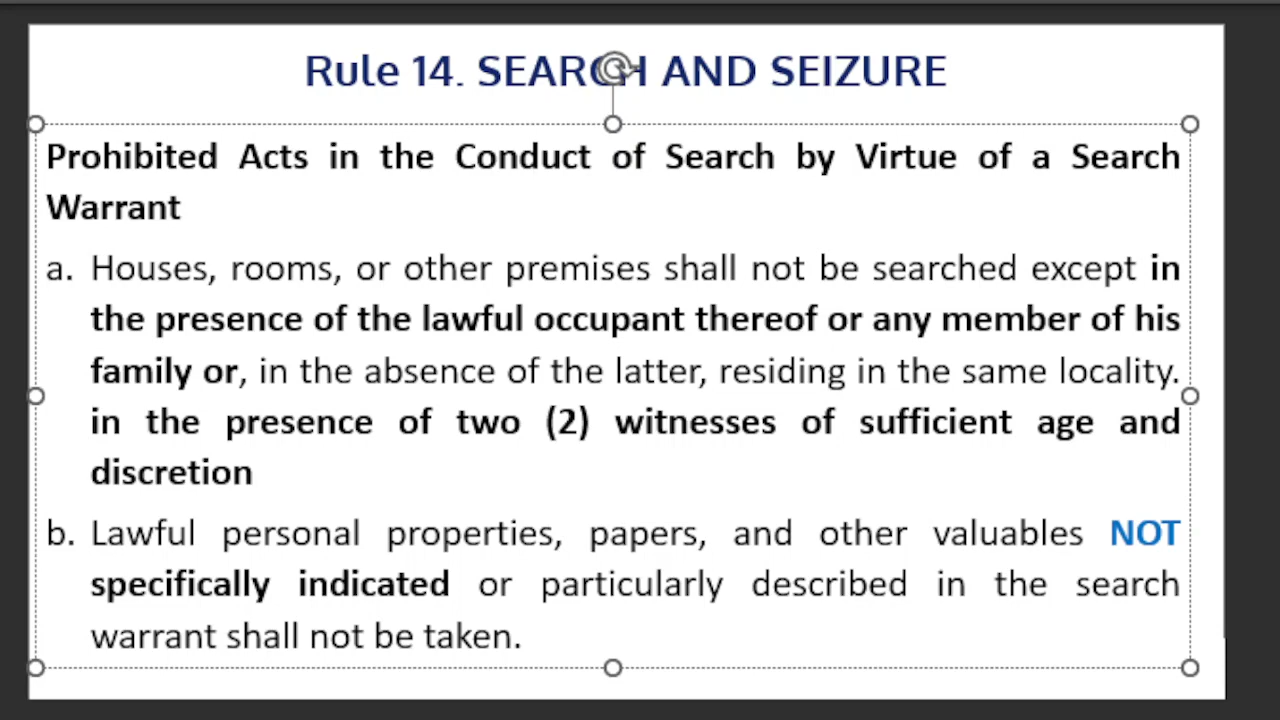 Rule 14. SEARCH AND SEIZURE
Prohibited Acts in the Conduct of Search by Virtue of a Search
Warrant
a. Houses, rooms, or other premises shall not be searched except in
the presence of the lawful occupant thereof or any member of his
family or, in the absence of the latter, residing in the same locality.
in the presence of two (2) witnesses of sufficient age and
discretion
b. Lawful personal properties, papers, and other valuables NOT
specifically indicated or particularly described in the search
warrant shall not be taken.